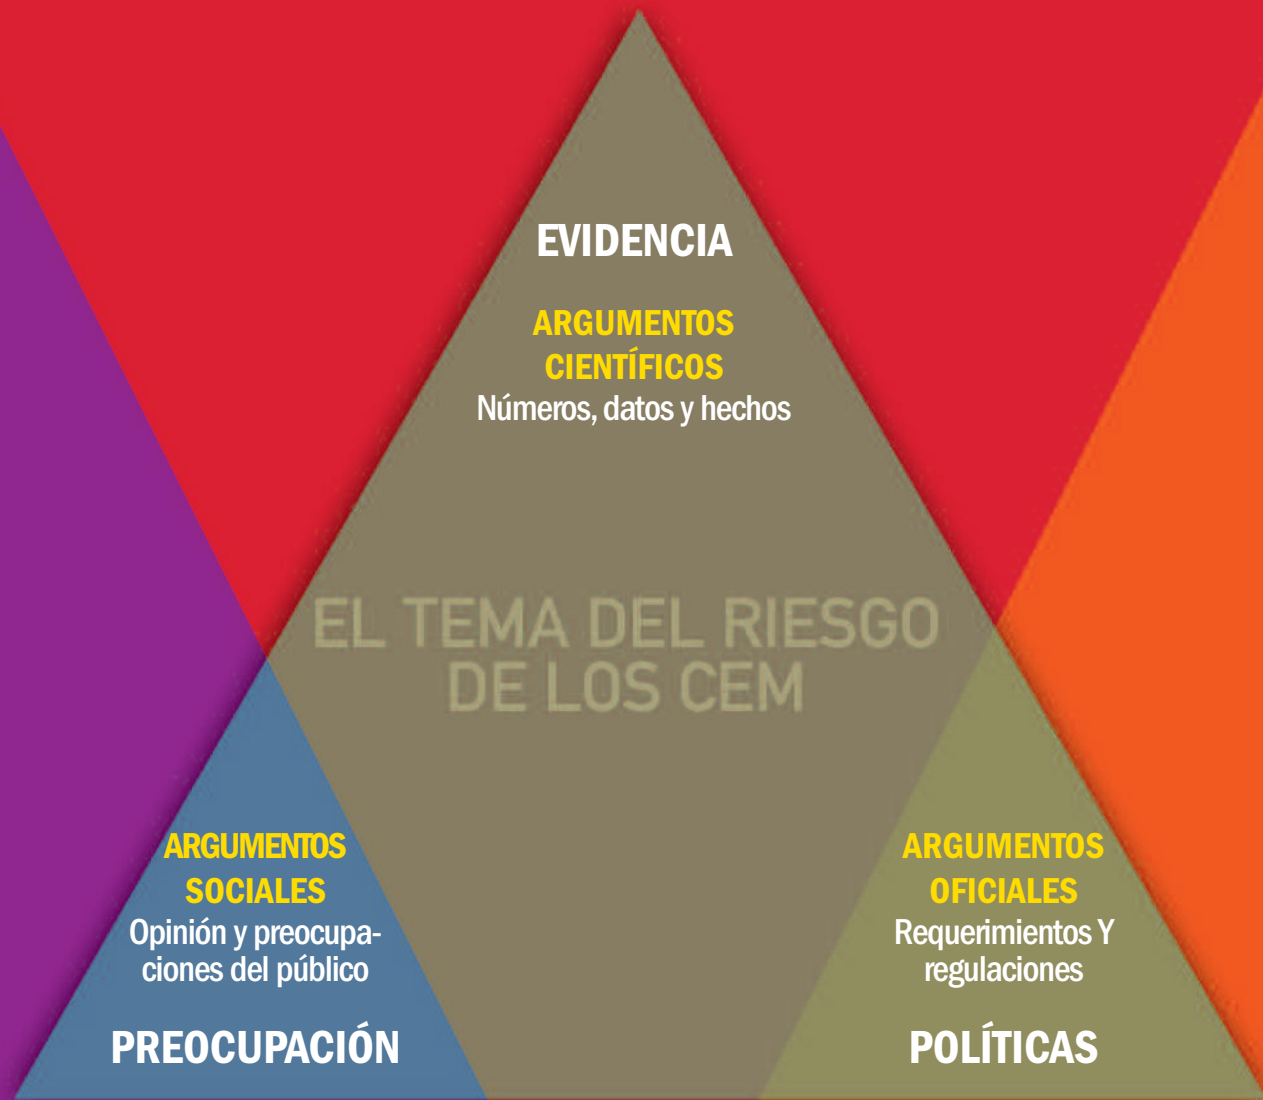 EVIDENCIA
ARGUMENTOS
CIENTÍFICOS
Números, datos y hechos
EL TEMA DEL RIESGO
DE LOS CEM
ARGUMENTOS
SOCIALES
Opinión y preocupa-
ciones del público
PREOCUPACIÓN
ARGUMENTOS
OFICIALES
Requerimientos Y
regulaciones
POLÍTICAS